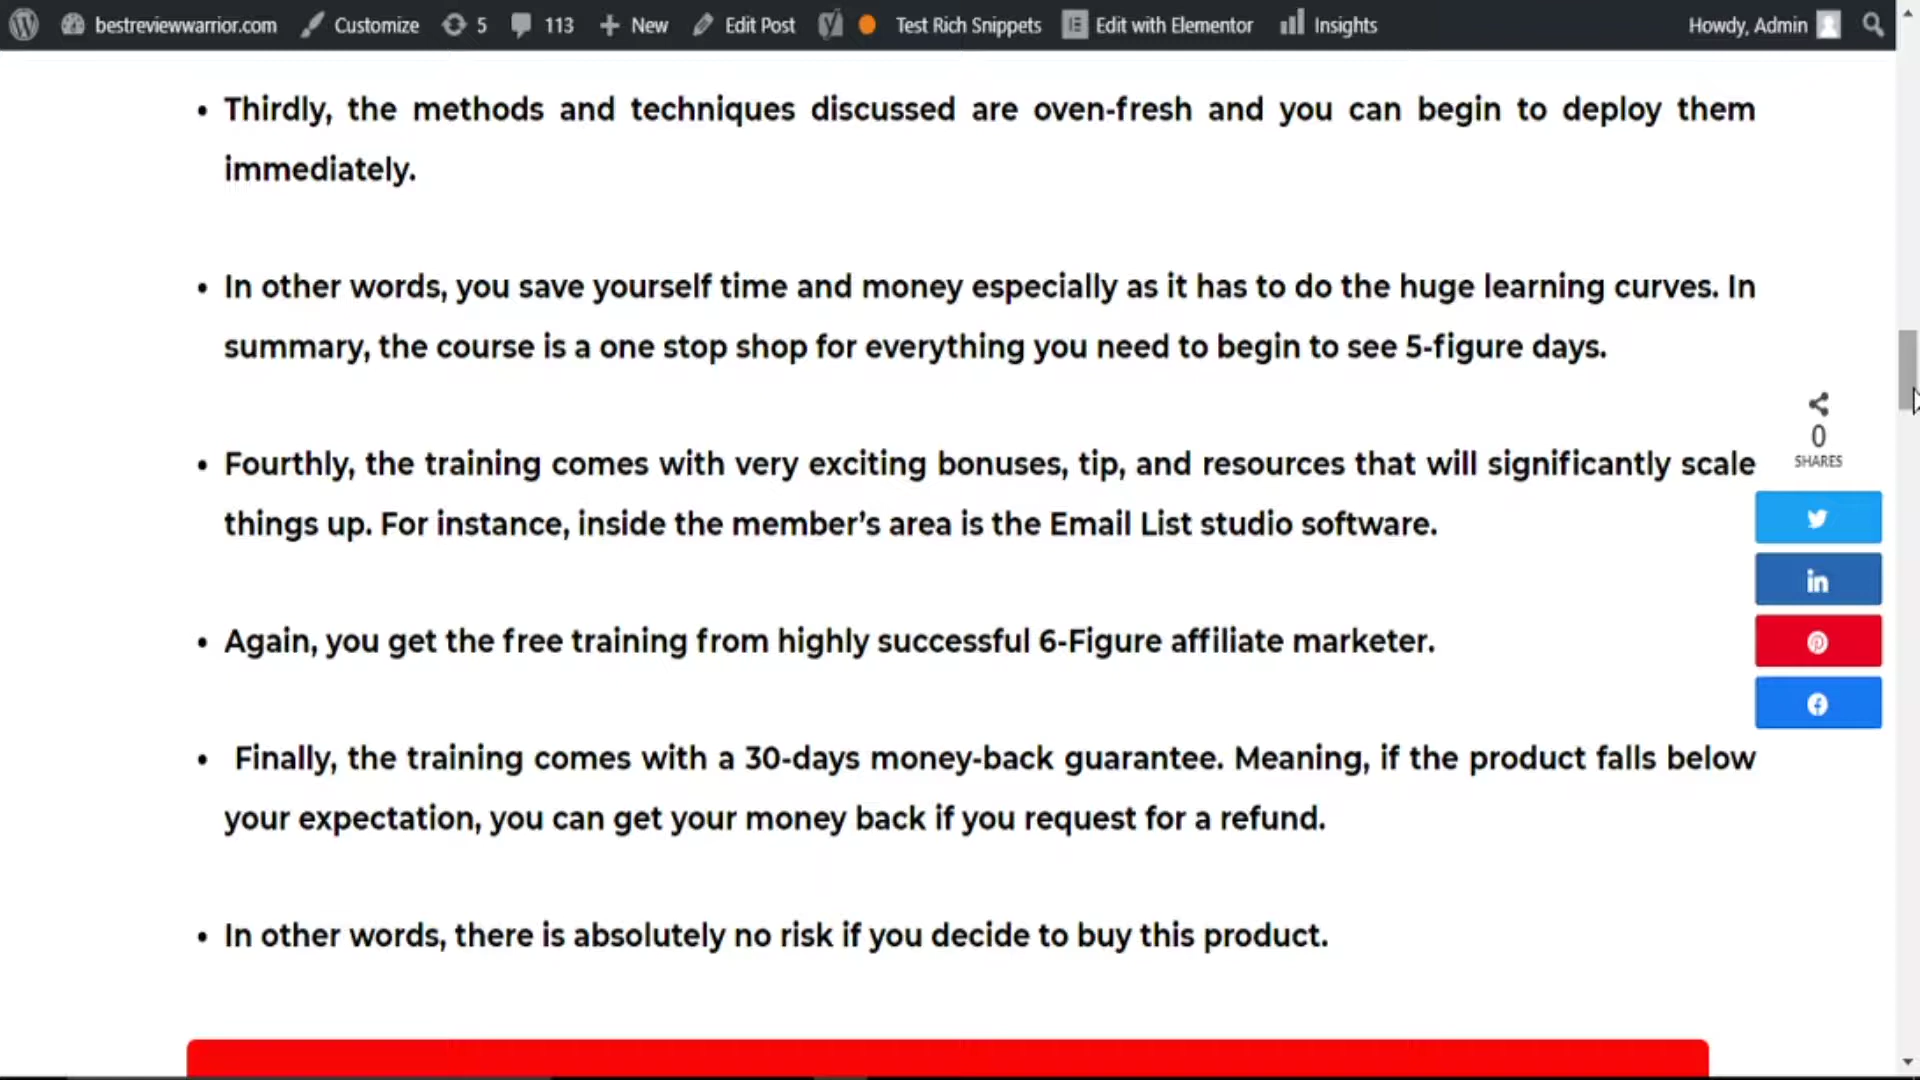 bestreviewwarrior.com Customize 5 113 New Edit Post Test Rich Snippets Edit with Elementor Insights Howdy, Admin
• Thirdly, the methods and techniques discussed are oven-fresh and you can begin to deploy them
immediately.
• In other words, you save yourself time and money especially as it has to do the huge learning curves. In
summary, the course is a one stop shop for everything you need to begin to see 5-figure days.
0
SHARES
• Fourthly, the training comes with very exciting bonuses, tip, and resources that will significantly scale
things up. For instance, inside the member’s area is the Email List studio software.
• Again, you get the free training from highly successful 6-Figure affiliate marketer.
• Finally, the training comes with a 30-days money-back guarantee. Meaning, if the product falls below
your expectation, you can get your money back if you request for a refund.
• In other words, there is absolutely no risk if you decide to buy this product.